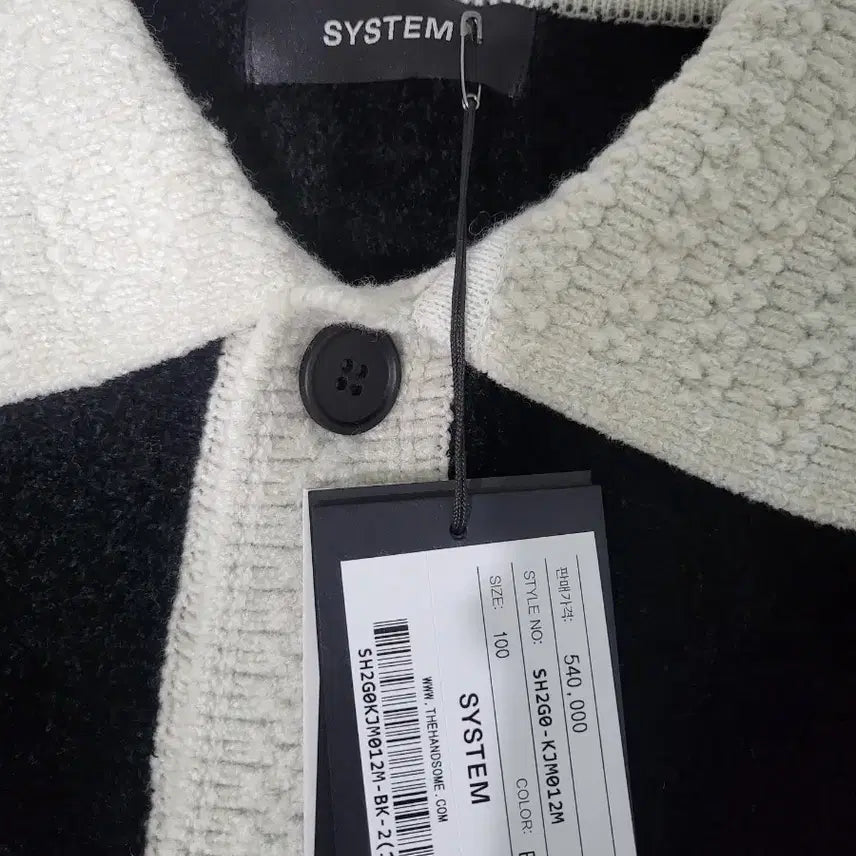 SYSTEM
판매가격: 540,000
STYLE NO: SH2G0-KJM012M
SIZE: 100
COLOR:
SYSTEM
WWW.THEHANDSOME.COM
SH2G0KJM012M-BK-2(